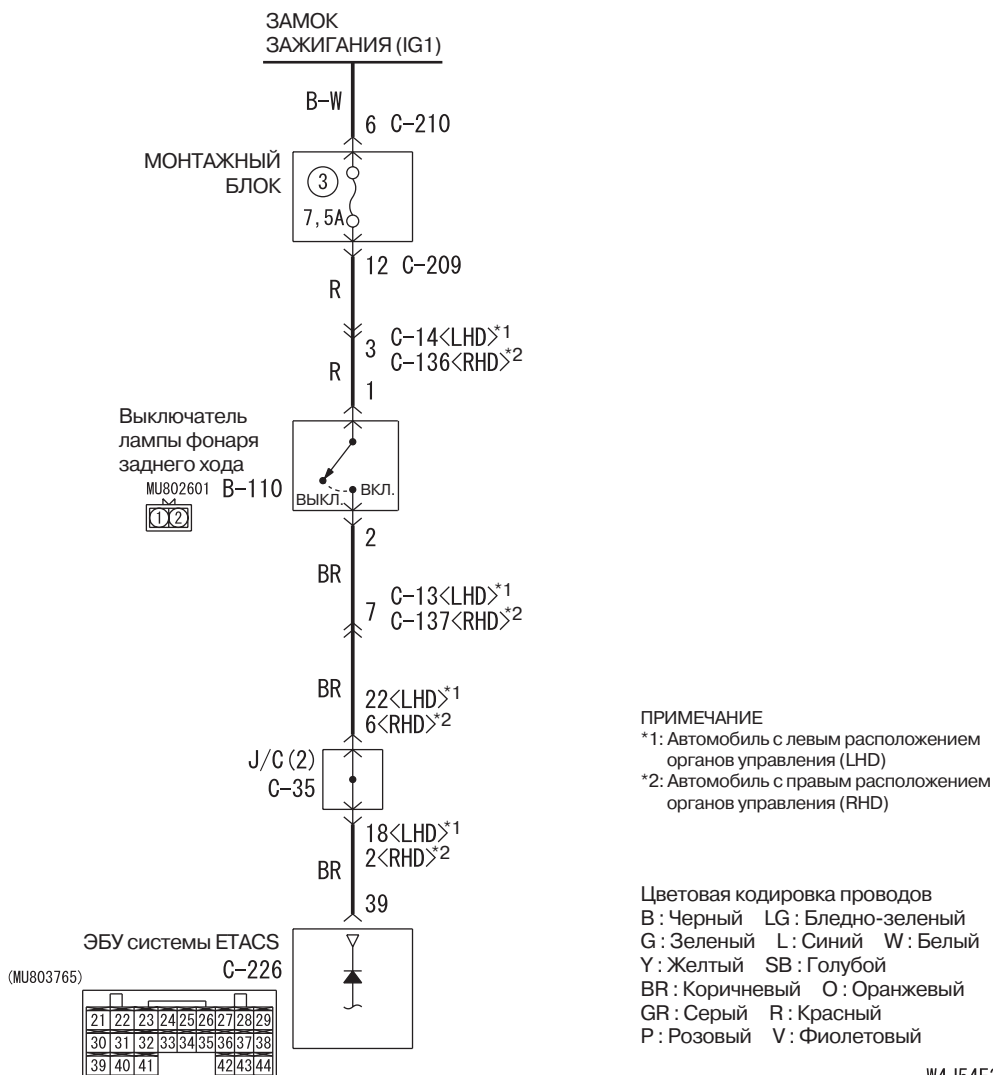 ЗАМОК
ЗАЖИГАНИЯ (IG1)
B-W
6 C-210
МОНТАЖНЫЙ
БЛОК
3
7,5A
12 C-209
R
3
C-14<LHD>*1
C-136<RHD>*2
R
1
Выключатель
лампы фонаря
заднего хода
MU802601 B-110
1 2
ВЫКЛ. ВКЛ.
2
BR
7
C-13<LHD>*1
C-137<RHD>*2
BR
22<LHD>*1
6<RHD>*2
J/C(2)
C-35
18<LHD>*1
2<RHD>*2
BR
39
ЭБУ системы ETACS
C-226
(MU803765)
21 22 23 24 25 26 27 28 29
30 31 32 33 34 35 36 37 38
39 40 41 42 43 44
ПРИМЕЧАНИЕ
*1: Автомобиль с левым расположением
органов управления (LHD)
*2: Автомобиль с правым расположением
органов управления (RHD)
Цветовая кодировка проводов
B : Черный LG : Бледно-зеленый
G : Зеленый L : Синий W : Белый
Y : Желтый SB : Голубой
BR : Коричневый O : Оранжевый
GR : Серый R : Красный
P : Розовый V : Фиолетовый